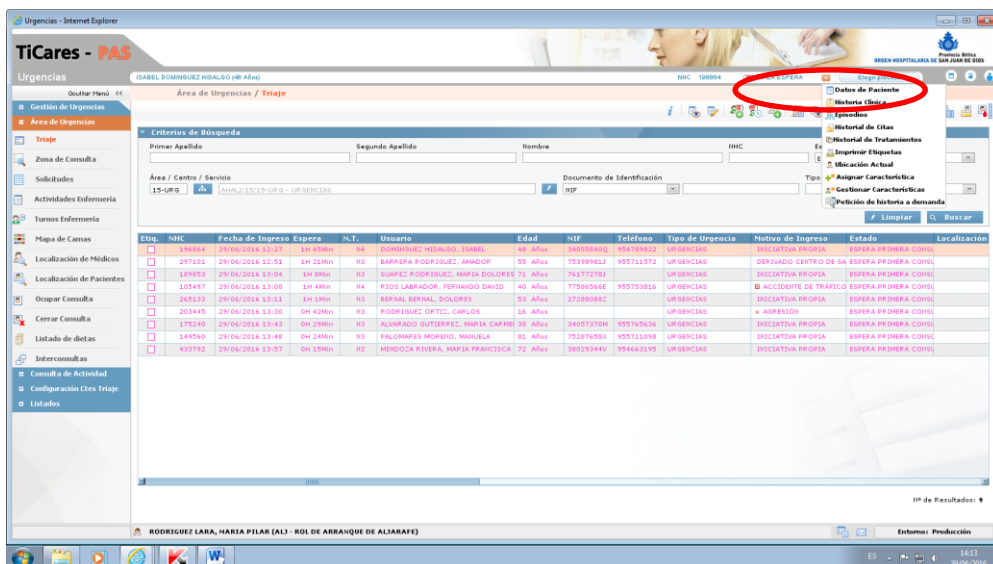 Urgencias - Internet Explorer
TiCares - PAS
Provincia Bética
ORDEN HOSPITALARIA DE SAN JUAN DE DIOS
Urgencias
ISABEL DOMINGUEZ HIDALGO (48 Años)
NHC 196864
ESPERA
Ocultar Menú <<
Área de Urgencias / Triaje
Gestión de Urgencias
Área de Urgencias
Triaje
Zona de Consulta
Solicitudes
Actividades Enfermería
Turnos Enfermería
Mapa de Camas
Localización de Médicos
Localización de Pacientes
Ocupar Consulta
Cerrar Consulta
Listado de dietas
Interconsultas
Consulta de Actividad
Configuración Ctes Triaje
Listados
Datos de Paciente
Historia Clínica
Episodios
Historial de Citas
Historial de Tratamientos
Imprimir Etiquetas
Ubicación Actual
Asignar Característica
Gestionar Características
Petición de historia a demanda
Criterios de Búsqueda
Primer Apellido Segundo Apellido Nombre NHC
Área / Centro / Servicio Documento de Identificación Tipo
15-URG AHALJ/15/15-URG - URGENCIAS NIF
Limpiar Buscar
Etiq. NHC Fecha de Ingreso Espera N.T. Usuario Edad NIF Teléfono Tipo de Urgencia Motivo de Ingreso Estado Localización
196864 29/06/2016 12:27 1H 45Min N4 DOMINGUEZ HIDALGO, ISABEL 48 Años 34055840Q 954709822 URGENCIAS INICIATIVA PROPIA ESPERA PRIMERA CONSU
297101 29/06/2016 12:51 1H 21Min N3 BARRERA RODRIGUEZ, AMADOR 55 Años 75398981J 955711572 URGENCIAS DERIVADO CENTRO DE SA ESPERA PRIMERA CONSU
189853 29/06/2016 13:04 1H 8Min N3 SUAREZ RODRIGUEZ, MARIA DOLORES 71 Años 76177278J URGENCIAS INICIATIVA PROPIA ESPERA PRIMERA CONSU
105497 29/06/2016 13:08 1H 4Min N4 RIOS LABRADOR, FERNANDO DAVID 40 Años 77586566E 955753816 URGENCIAS ACCIDENTE DE TRÁFICO ESPERA PRIMERA CONSU
265133 29/06/2016 13:11 1H 1Min N3 BERNAL BERNAL, DOLORES 53 Años 27288088Z URGENCIAS INICIATIVA PROPIA ESPERA PRIMERA CONSU
203445 29/06/2016 13:30 0H 42Min N3 RODRIGUEZ ORTIZ, CARLOS 16 Años URGENCIAS AGRESIÓN ESPERA PRIMERA CONSU
175240 29/06/2016 13:43 0H 29Min N3 ALVARADO GUTIERREZ, MARIA CARMEN 38 Años 34057370M 955765636 URGENCIAS INICIATIVA PROPIA ESPERA PRIMERA CONSU
149560 29/06/2016 13:48 0H 24Min N3 PALOMARES MORENO, MANUELA 81 Años 75287658X 955711098 URGENCIAS INICIATIVA PROPIA ESPERA PRIMERA CONSU
433792 29/06/2016 13:57 0H 15Min N2 MENDOZA RIVERA, MARIA FRANCISCA 72 Años 38029344V 954663195 URGENCIAS INICIATIVA PROPIA ESPERA PRIMERA CONSU
Nº de Resultados: 9
RODRIGUEZ LARA, MARIA PILAR (ALJ - ROL DE ARRANQUE DE ALJARAFE)
Entorno: Producción
ES
14:13
29/06/2016